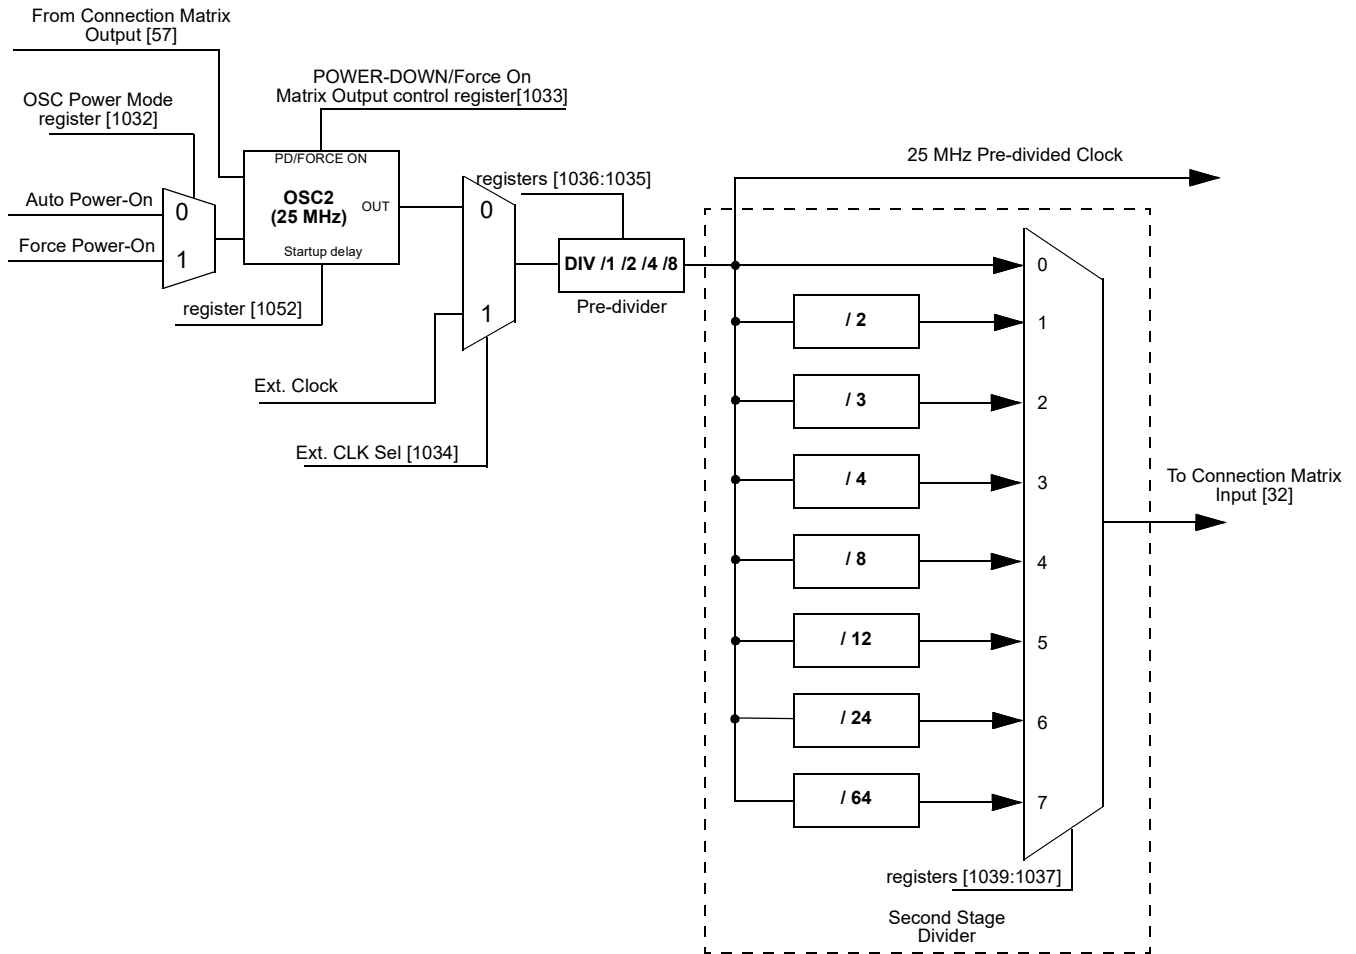 From Connection Matrix
Output [57]
POWER-DOWN/Force On
Matrix Output control register[1033]
OSC Power Mode
register [1032]
PD/FORCE ON
OSC2
(25 MHz)
OUT
Startup delay
Auto Power-On
0
Force Power-On
1
register [1052]
registers [1036:1035]
0
1
DIV /1 /2 /4 /8
Pre-divider
Ext. Clock
Ext. CLK Sel [1034]
25 MHz Pre-divided Clock
0
/ 2
1
/ 3
2
/ 4
3
/ 8
4
/ 12
5
/ 24
6
/ 64
7
To Connection Matrix
Input [32]
registers [1039:1037]
Second Stage
Divider